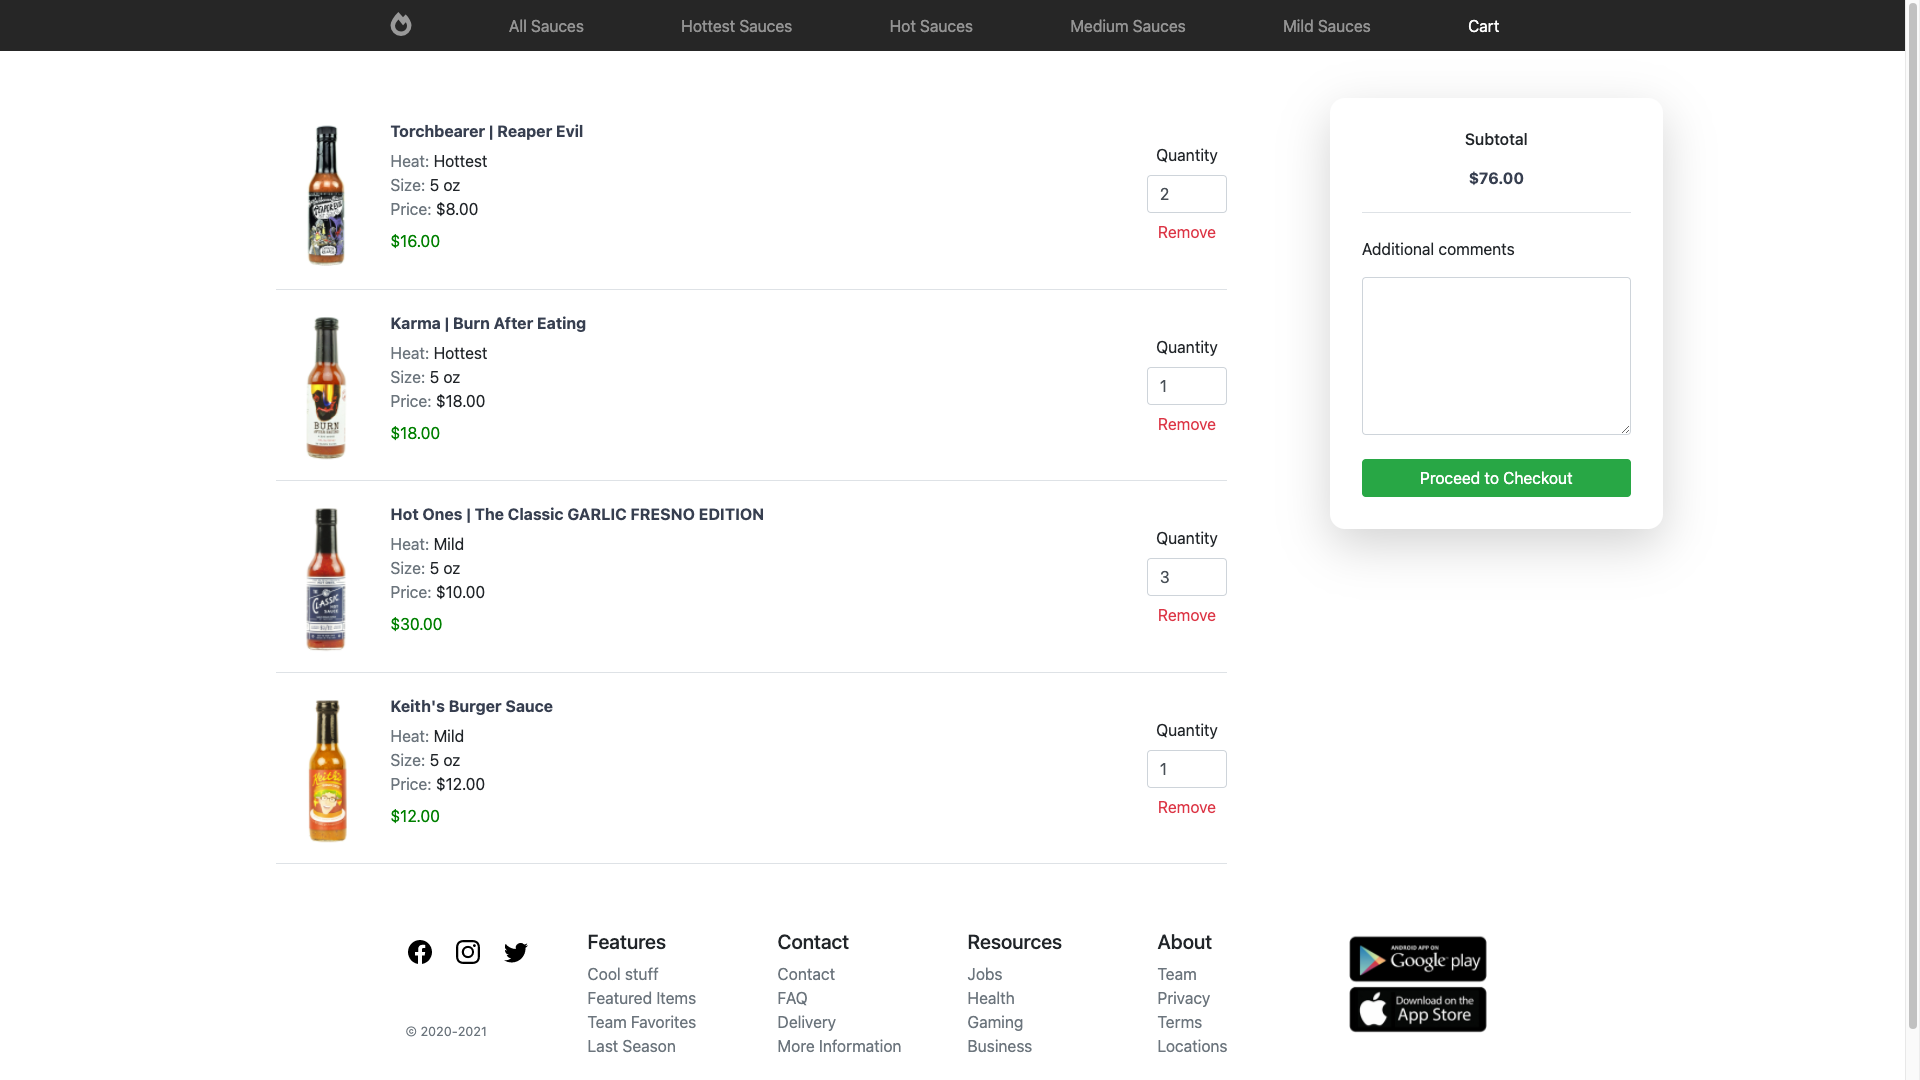 All Sauces
Hottest Sauces
Hot Sauces
Medium Sauces
Mild Sauces
Cart
Torchbearer | Reaper Evil
Heat: Hottest
Size: 5 oz
Price: $8.00
$16.00
Quantity
2
Remove
Karma | Burn After Eating
Heat: Hottest
Size: 5 oz
Price: $18.00
$18.00
Quantity
1
Remove
BURN
Hot Ones | The Classic GARLIC FRESNO EDITION
Heat: Mild
Size: 5 oz
Price: $10.00
$30.00
Quantity
3
Remove
CLASSIC
Keith's Burger Sauce
Heat: Mild
Size: 5 oz
Price: $12.00
$12.00
Quantity
1
Remove
Keith's
Subtotal
$76.00
Additional comments
Proceed to Checkout
© 2020-2021
Features
Cool stuff
Featured Items
Team Favorites
Last Season
Contact
Contact
FAQ
Delivery
More Information
Resources
Jobs
Health
Gaming
Business
About
Team
Privacy
Terms
Locations
ANDROID APP ON
Google play
Download on the
App Store